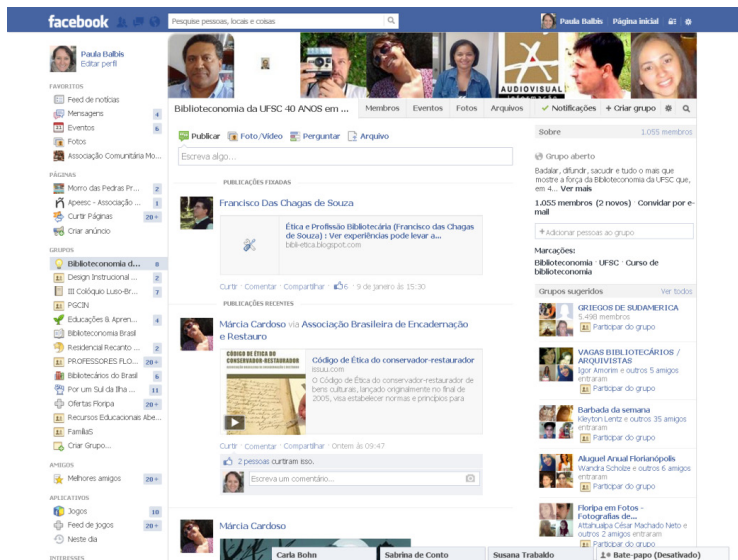 facebook
Pesquise pessoas, locais e coisas
Paula Balbis Página inicial
Paula Balbis
Editar perfil
FAVORITOS
Feed de notícias
Mensagens 4
Eventos 6
Fotos
Associação Comunitária Mo...
PÁGINAS
Morro das Pedras Pr... 2
Apeesc - Associação ... 1
Curtir Páginas 20+
Criar anúncio
GRUPOS
Biblioteconomia d... 8
Design Instrucional ... 2
III Colóquio Luso-Br... 7
PGCIN
Educações & Apren... 4
Biblioteconomia Brasil
Residencial Recanto ... 2
PROFESSORES FLO... 20+
Bibliotecários do Brasil 6
Por um Sul da Ilha ... 11
Ofertas Floripa 20+
Recursos Educacionais Abe...
FamíliaS
Criar Grupo...
AMIGOS
Melhores amigos 20+
APLICATIVOS
Jogos 10
Feed de jogos 20+
Neste dia
INTERESSES
AUDIOVISUAL
Biblioteconomia da UFSC 40 ANOS em ...
Membros Eventos Fotos Arquivos
Notificações + Criar grupo
Publicar Foto/Vídeo Perguntar Arquivo
Escreva algo...
PUBLICAÇÕES FIXADAS
Francisco Das Chagas de Souza
Ética e Profissão Bibliotecária (Francisco das Chagas
de Souza) : Ver experiências pode levar a...
bibli-etica.blogspot.com
Curtir · Comentar · Compartilhar · 6 · 9 de janeiro às 15:30
PUBLICAÇÕES RECENTES
Márcia Cardoso via Associação Brasileira de Encadernação
e Restauro
CÓDIGO DE ÉTICA DO
CONSERVADOR-RESTAURADOR
Código de Ética do conservador-restaurador
issuu.com
O Código de Ética do conservador-restaurador de
bens culturais, lançado originalmente no final de
2005, visa estabelecer normas e princípios para
Curtir · Comentar · Compartilhar · Ontem às 09:47
2 pessoas curtiram isso.
Escreva um comentário...
Márcia Cardoso
Sobre 1.055 membros
Grupo aberto
Badalar, difundir, sacudir e tudo o mais que
mostre a força da Biblioteconomia da UFSC que,
em 4... Ver mais
1.055 membros (2 novos) · Convidar por e-
mail
+Adicionar pessoas ao grupo
Marcações:
Biblioteconomia · UFSC · Curso de
biblioteconomia
Grupos sugeridos Ver todos
GRIEGOS DE SUDAMERICA
5.498 membros
Participar do grupo
VAGAS BIBLIOTECÁRIOS /
ARQUIVISTAS
Igor Amorim e outros 5 amigos
entraram
Participar do grupo
Barbada da semana
Kleyton Lentz e outros 35 amigos
entraram
Participar do grupo
Aluguel Anual Florianópolis
Wandra Scholze e outros 6 amigos
entraram
Participar do grupo
Floripa em Fotos -
Fotografias de...
Attahualpa César Machado Neto e
outros 2 amigos entraram
Participar do grupo
Carla Bohn
Sabrina de Conto
Susana Trabaldo
Bate-papo (Desativado)